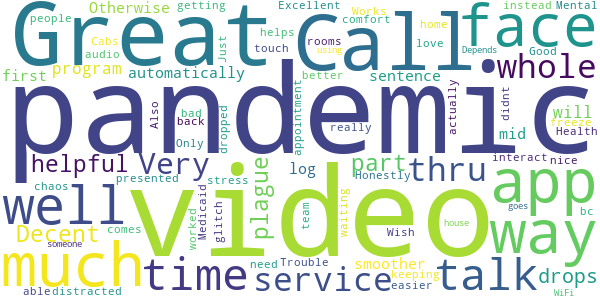 Great
Call
face
pandemic
video
app
way
whole
well
much
time
talk
service
thru
Very
helpful
Decent
plague
part
drops
program
will
Otherwise
automatically
sentence
mid
log
smoother
people
getting
Excellent
Works
comfort
home
instead
Mental
Cabs
audio
Just
helps
touch
rooms
love
using
Depends
Good
first
better
appointment
Also
bad
back
Only
dropped
really
actually
didnt
freeze
Health
interact
nice
chaos
presented
stress
Medicaid
worked
glitch
team
waiting
Honestly
Wish
house
goes
bc
comes
someone
need
Trouble
keeping
easier
able
distracted
WiFi